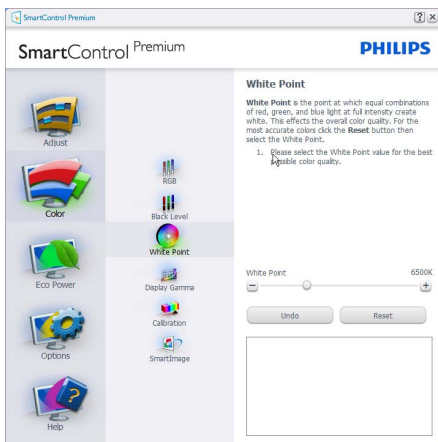 SmartControl Premium
SmartControl Premium
PHILIPS
Adjust
Color
Eco Power
Options
Help
RGB
Black Level
White Point
Display Gamma
Calibration
SmartImage
White Point
White Point is the point at which equal combinations
of red, green, and blue light at full intensity create
white. This effects the overall color quality. For the
most accurate colors click the Reset button then
select the White Point.
1. Please select the White Point value for the best
possible color quality.
White Point 6500K
Undo Reset